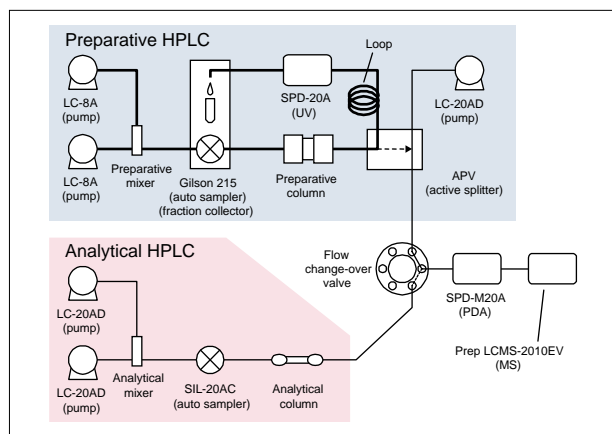 Preparative HPLC
LC-8A
(pump)
LC-8A
(pump)
Preparative
mixer
Gilson 215
(auto sampler)
(fraction collector)
SPD-20A
(UV)
Loop
Preparative
column
LC-20AD
(pump)
APV
(active splitter)
Analytical HPLC
LC-20AD
(pump)
LC-20AD
(pump)
Analytical
mixer
SIL-20AC
(auto sampler)
Analytical
column
Flow
change-over
valve
SPD-M20A
(PDA)
Prep LCMS-2010EV
(MS)